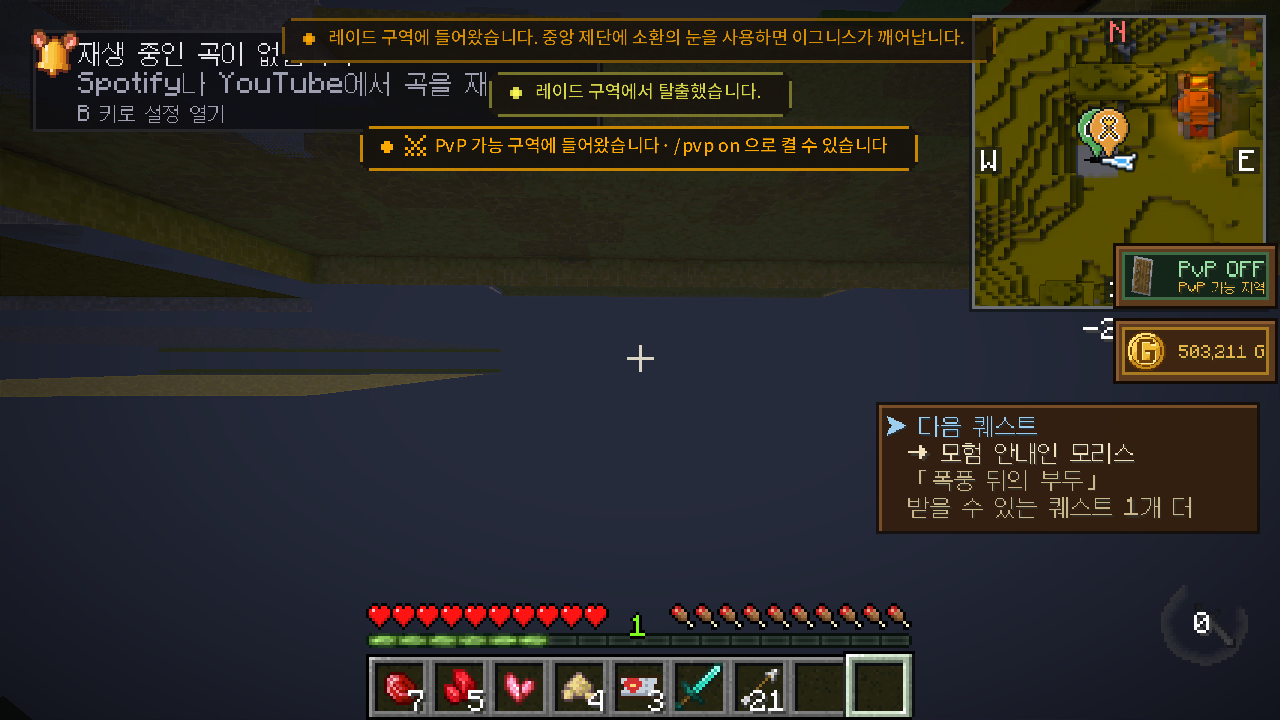 레이드 구역에 들어왔습니다. 중앙 제단에 소환의 눈을 사용하면 이그니스가 깨어납니다.
재생 중인 곡이 없
Spotify나 YouTube에서 곡을 재
B 키로 설정 열기
레이드 구역에서 탈출했습니다.
PvP 가능 구역에 들어왔습니다 · /pvp on 으로 켤 수 있습니다
N
W
E
PvP OFF
PvP 가능 지역
-2
503,211 G
다음 퀘스트
→ 모험 안내인 모리스
「폭풍 뒤의 부두」
받을 수 있는 퀘스트 1개 더
0
1
7 5 4 3 21